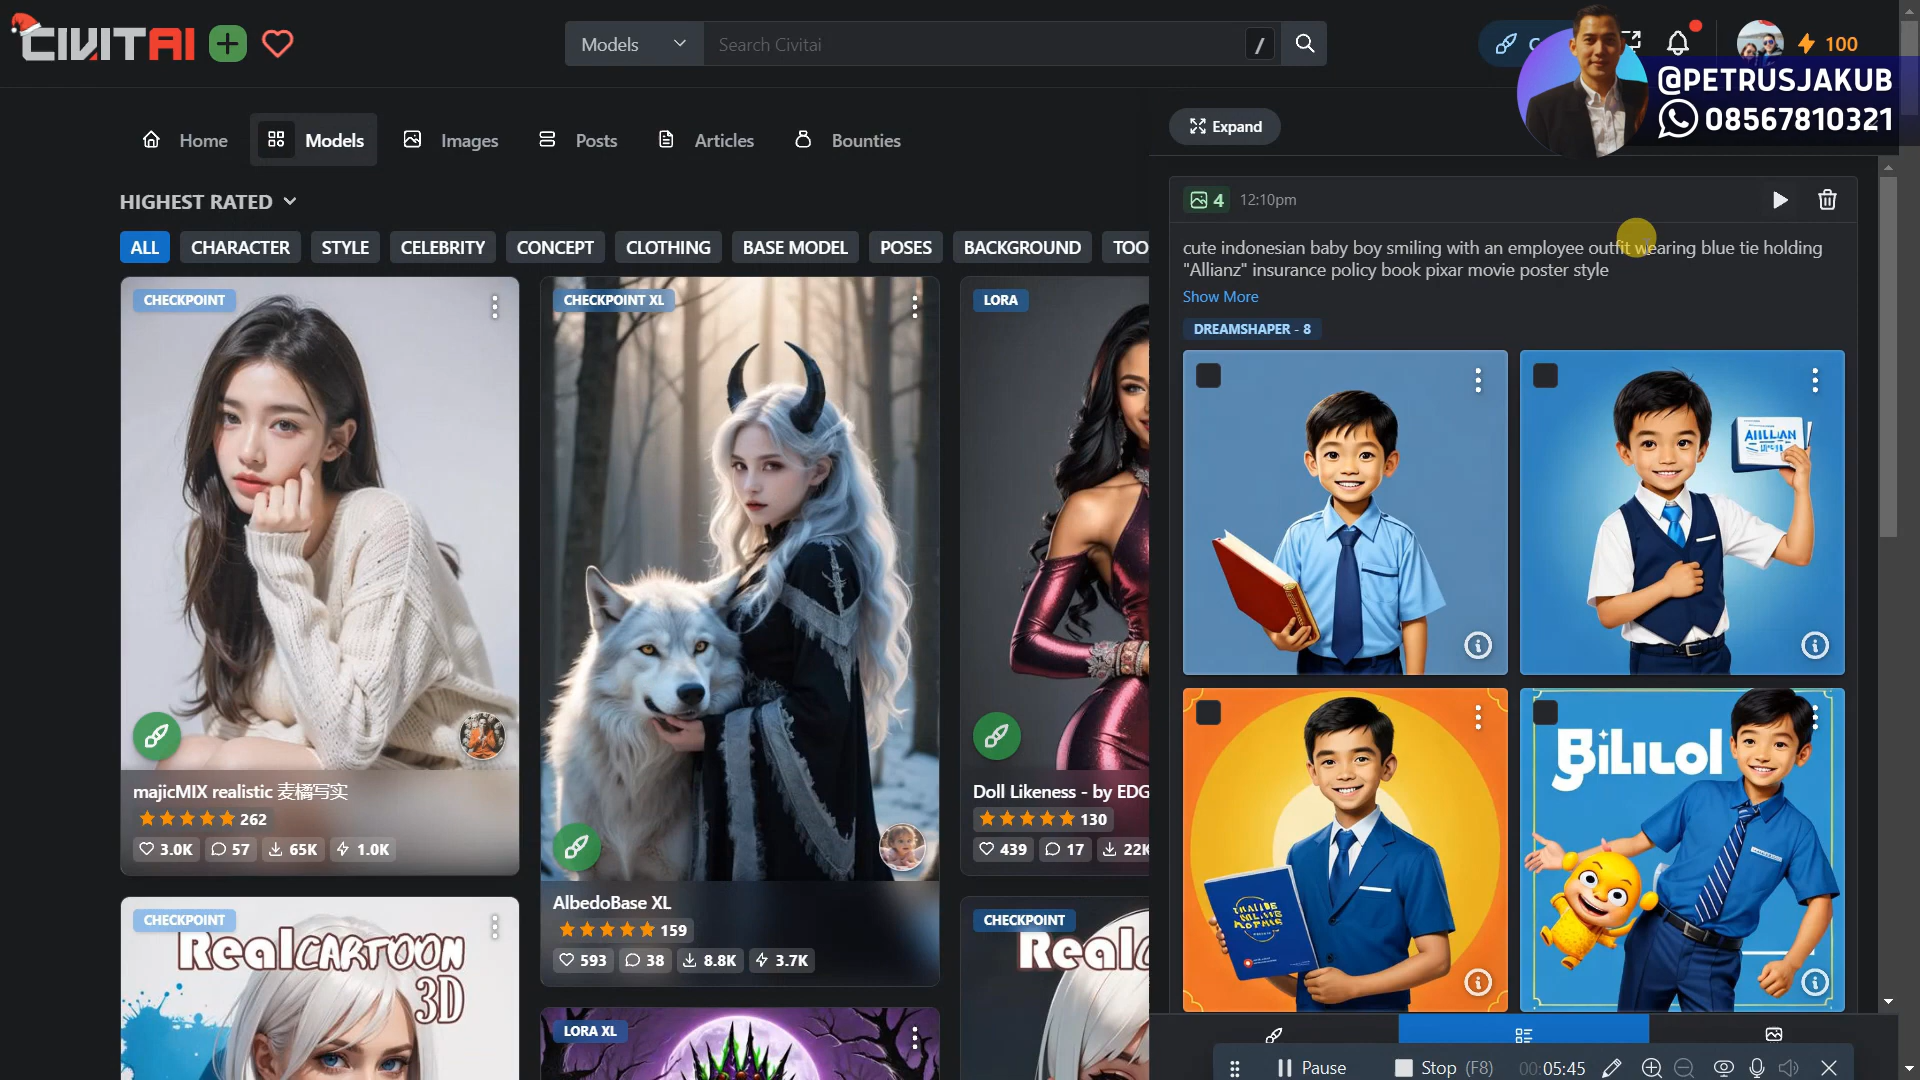 CIVITAI
Models
Search Civitai
/
100
@PETRUSJAKUB
08567810321
Home
Models
Images
Posts
Articles
Bounties
Expand
HIGHEST RATED
ALL
CHARACTER
STYLE
CELEBRITY
CONCEPT
CLOTHING
BASE MODEL
POSES
BACKGROUND
TOO
4
12:10pm
cute indonesian baby boy smiling with an employee outfit wearing blue tie holding
"Allianz" insurance policy book pixar movie poster style
Show More
DREAMSHAPER - 8
CHECKPOINT
majicMIX realistic 麦橘写实
262
3.0K
57
65K
1.0K
CHECKPOINT XL
AlbedoBase XL
159
593
38
8.8K
3.7K
LORA
Doll Likeness - by EDG
130
439
17
22K
CHECKPOINT
RealCARTOON
3D
LORA XL
CHECKPOINT
Real
AIILLAN
BiLILOl
Pause
Stop (F8)
00:05:45